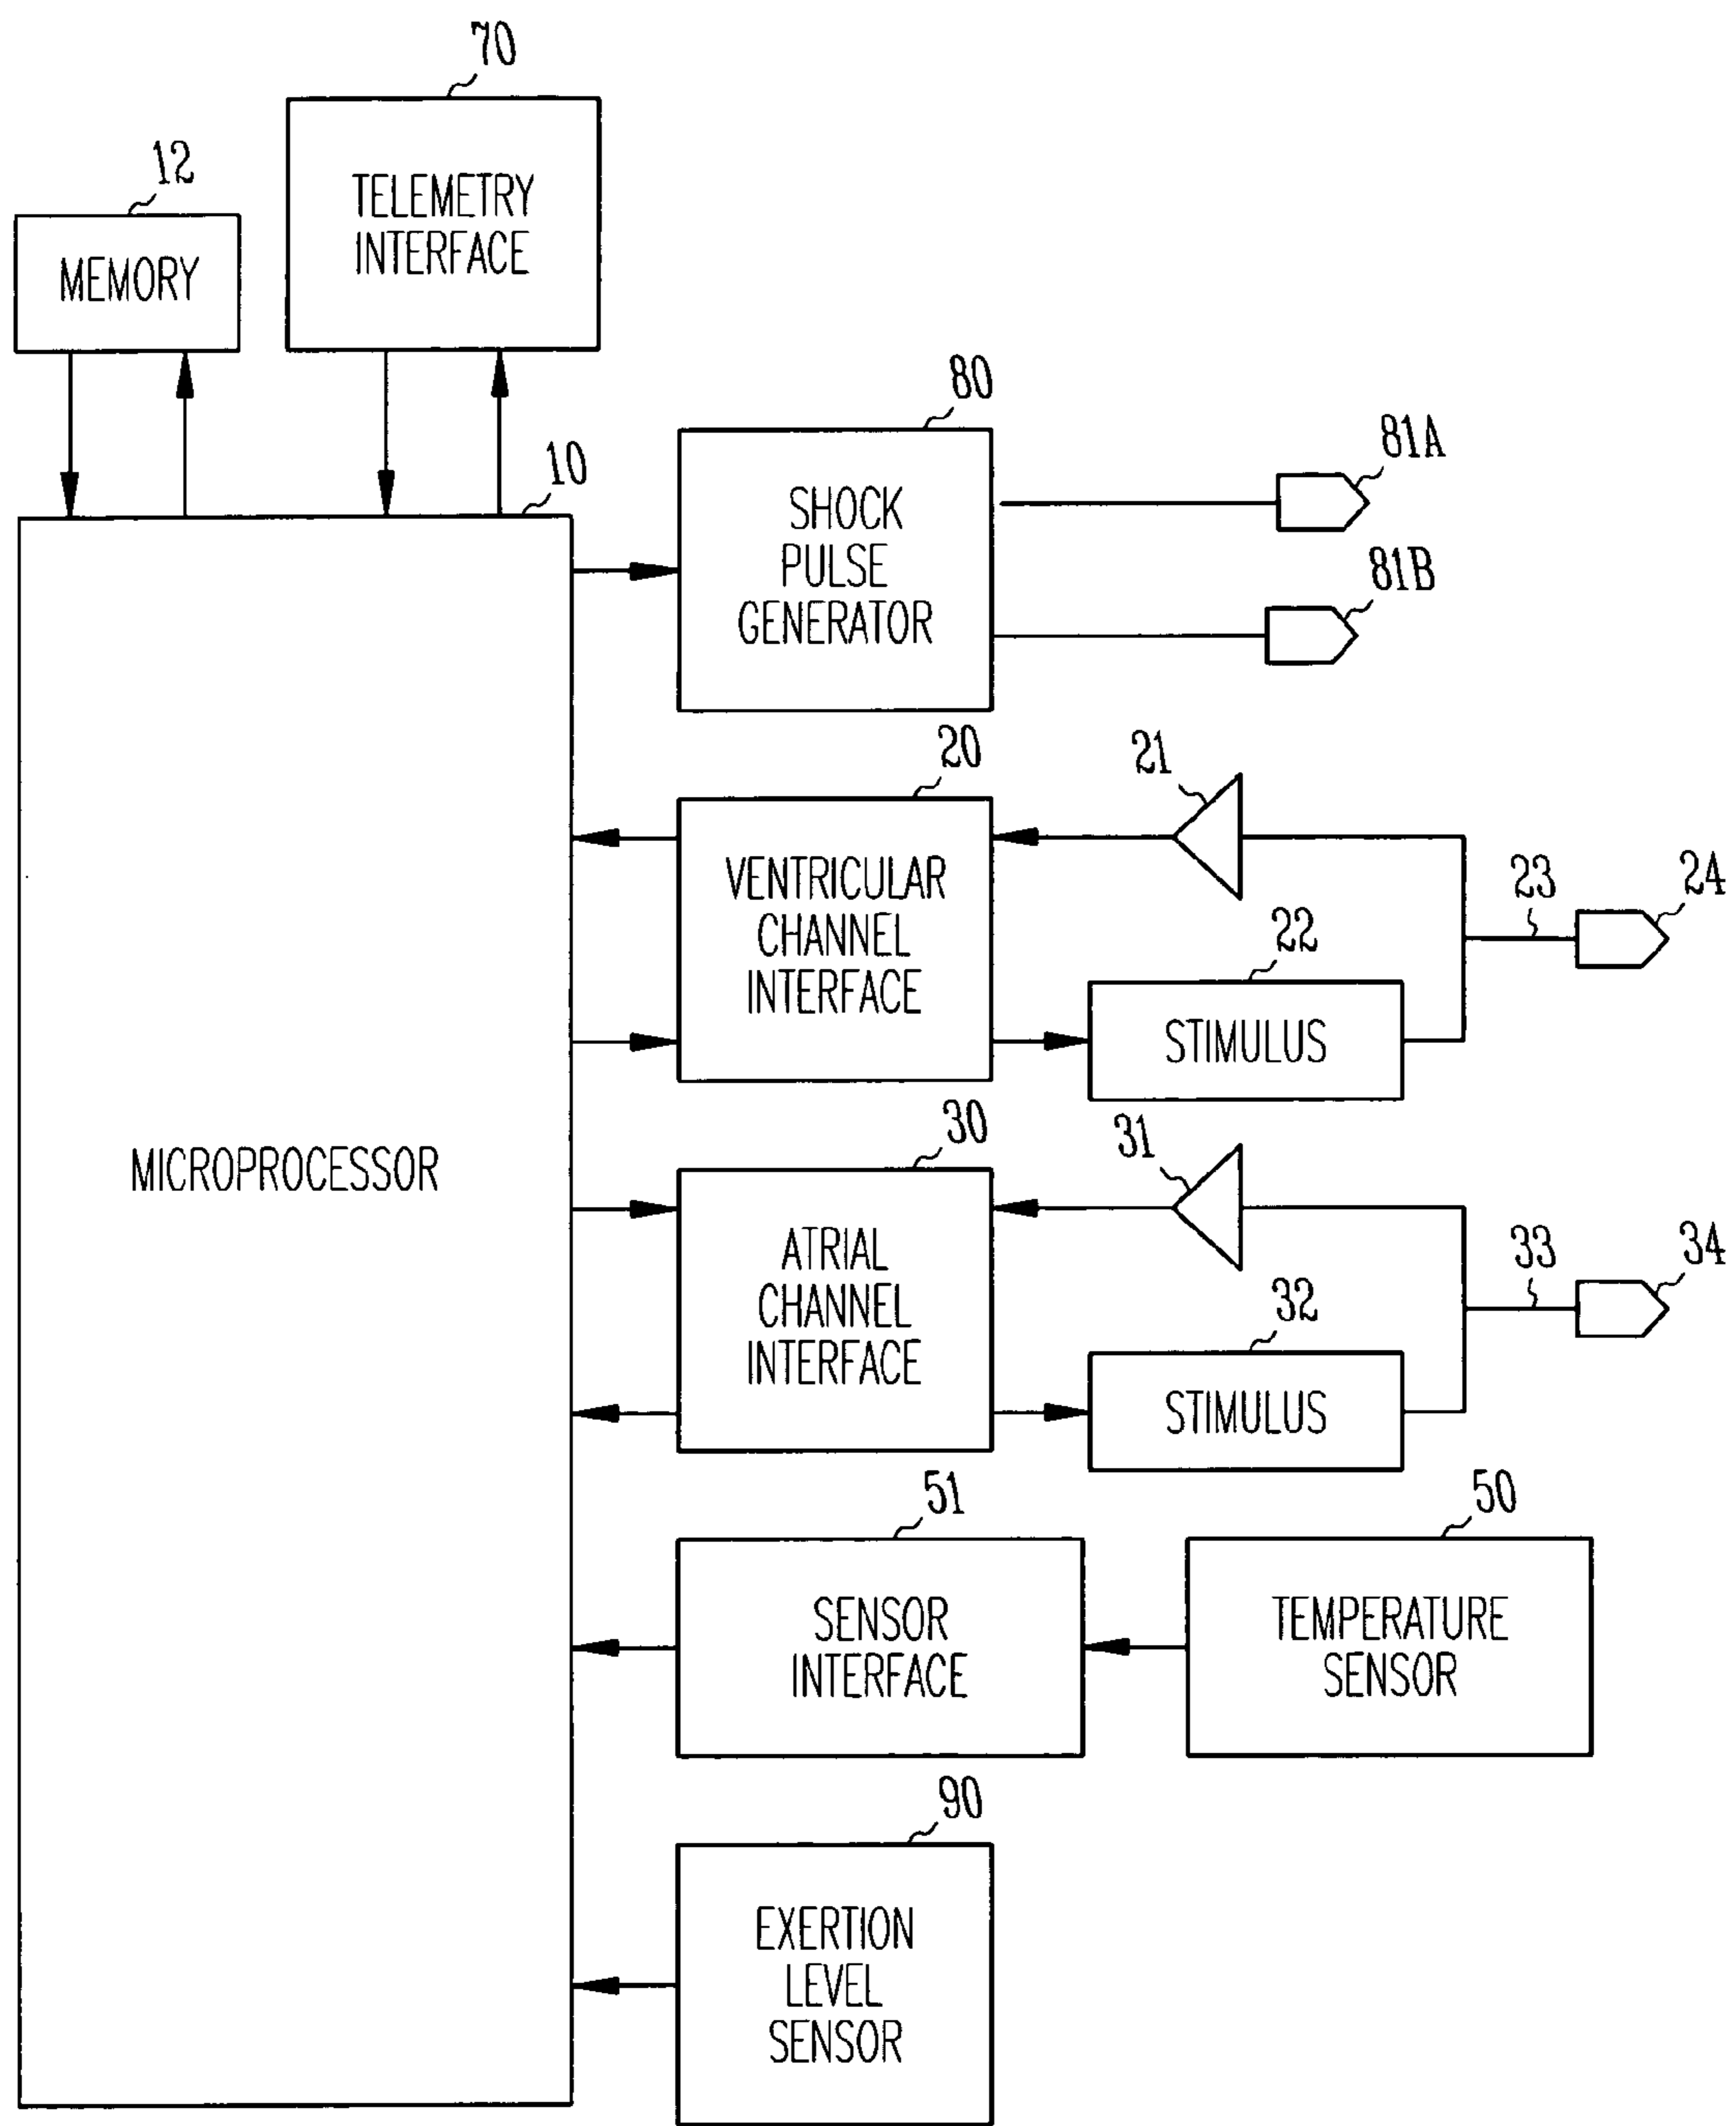 70
12
TELEMETRY
INTERFACE
MEMORY
80
81A
10
SHOCK
PULSE
GENERATOR
81B
20
21
VENTRICULAR
CHANNEL
INTERFACE
23
24
22
STIMULUS
30
31
MICROPROCESSOR
ATRIAL
CHANNEL
INTERFACE
33
34
32
STIMULUS
51
50
SENSOR
INTERFACE
TEMPERATURE
SENSOR
90
EXERTION
LEVEL
SENSOR